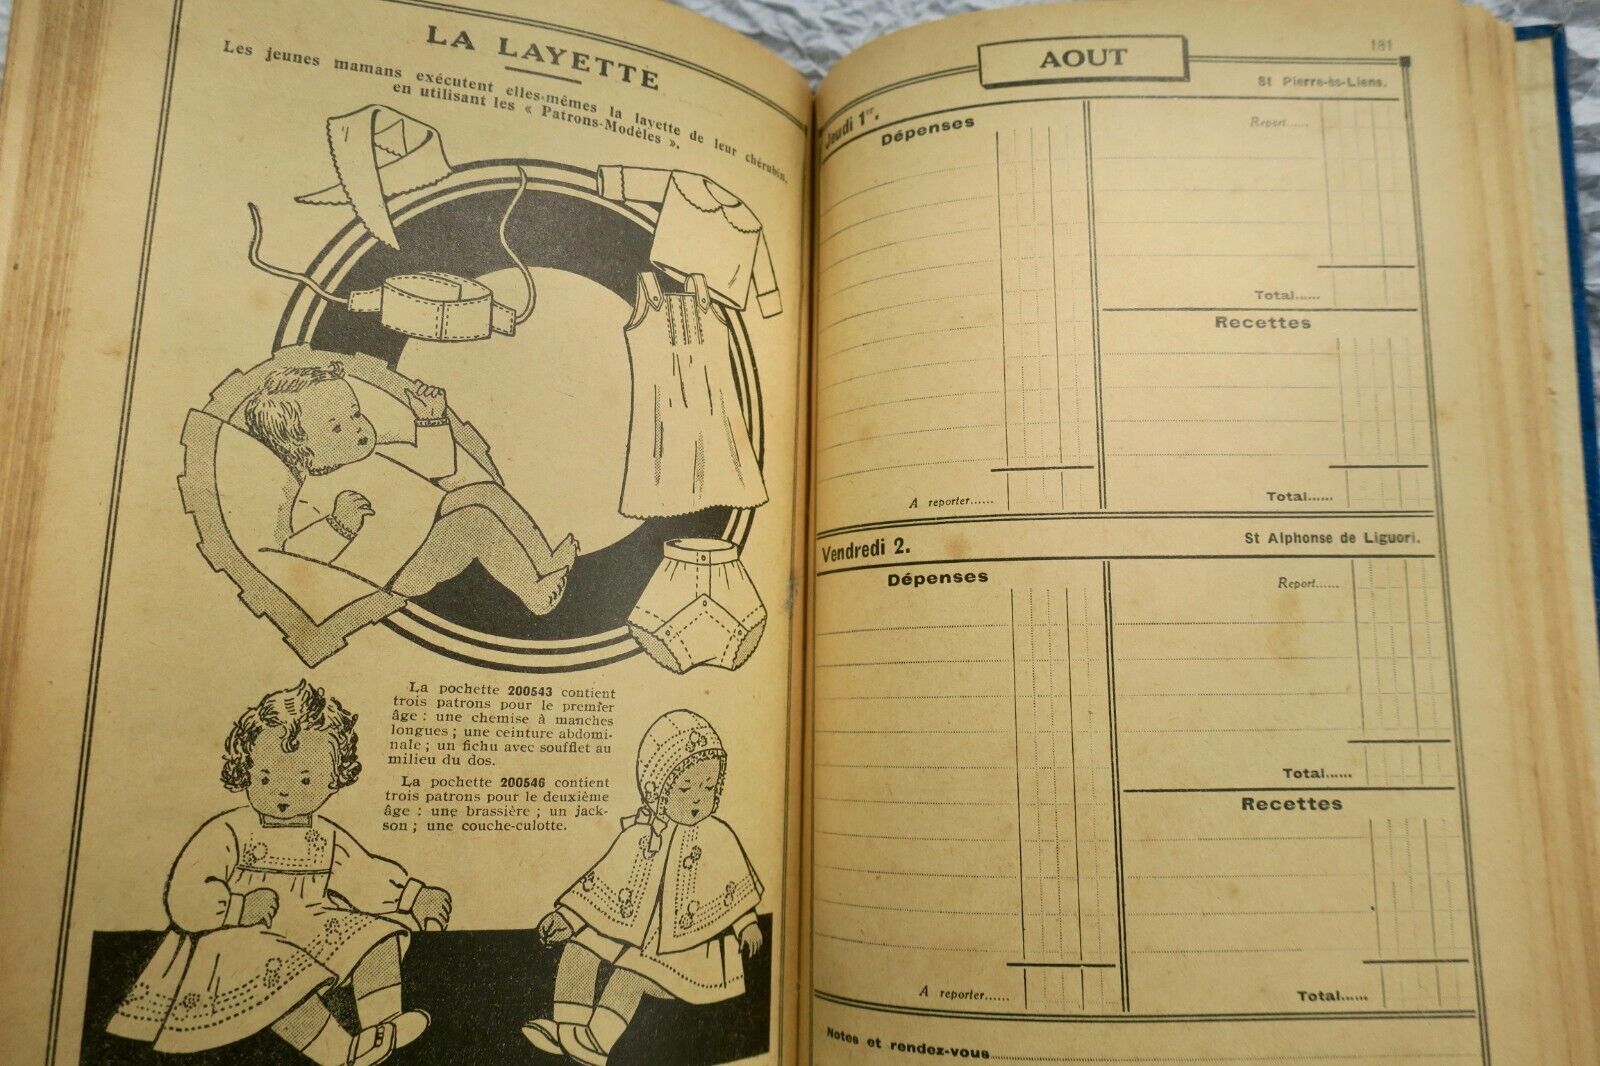 LA LAYETTE
Les jeunes mamans exécutent elles-mêmes la layette de leur chérubin,
en utilisant les « Patrons-Modèles ».
La pochette 200543 contient
trois patrons pour le premier
âge : une chemise à manches
longues ; une ceinture abdomi-
nale ; un fichu avec soufflet au
milieu du dos.
La pochette 200546 contient
trois patrons pour le deuxième
âge : une brassière ; un jack-
son ; une couche-culotte.
181
AOUT
Jeudi 1er.
St Pierre-ès-Liens.
Dépenses
Report......
Total......
Recettes
A reporter......
Total......
Vendredi 2.
St Alphonse de Liguori.
Dépenses
Report......
Total......
Recettes
A reporter......
Total......
Notes et rendez-vous